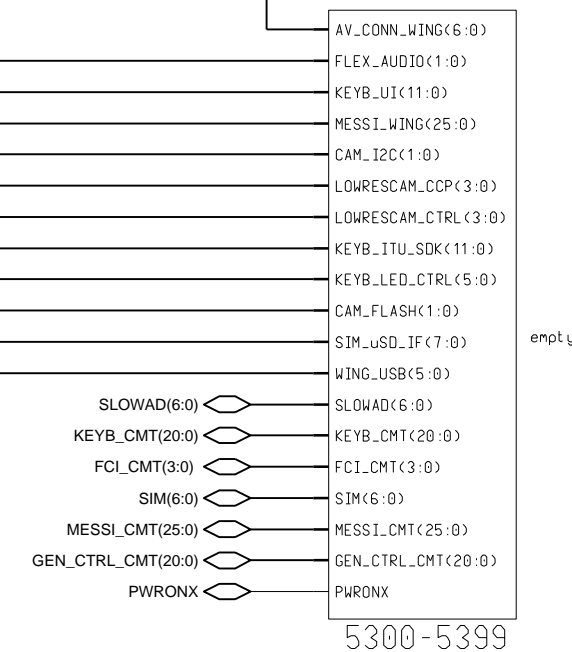 AV_CONN_WING(6:0)
FLEX_AUDIO(1:0)
KEYB_UI(11:0)
MESSI_WING(25:0)
CAM_I2C(1:0)
LOWRESCAM_CCP(3:0)
LOWRESCAM_CTRL(3:0)
KEYB_ITU_SDK(11:0)
KEYB_LED_CTRL(5:0)
CAM_FLASH(1:0)
empty
SIM_uSD_IF(7:0)
WING_USB(5:0)
SLOWAD(6:0) SLOWAD(6:0)
KEYB_CMT(20:0) KEYB_CMT(20:0)
FCI_CMT(3:0) FCI_CMT(3:0)
SIM(6:0) SIM(6:0)
MESSI_CMT(25:0) MESSI_CMT(25:0)
GEN_CTRL_CMT(20:0) GEN_CTRL_CMT(20:0)
PWRONX PWRONX
5300-5399